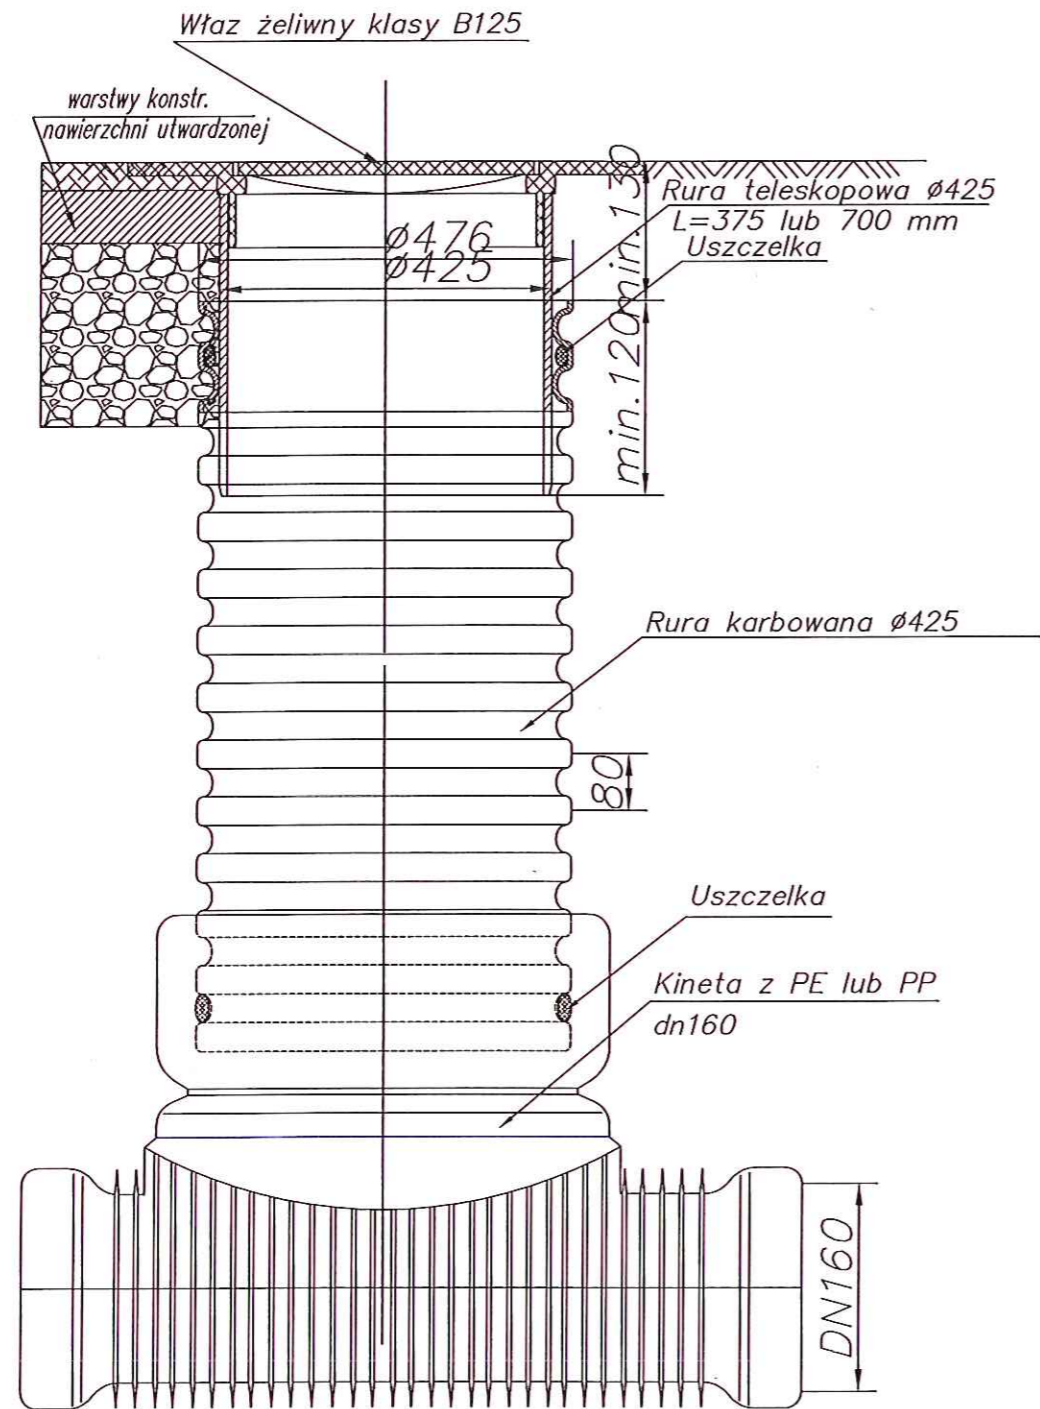 Właz żeliwny klasy B125
warstwy konstr.
nawierzchni utwardzonej
min.130
Rura teleskopowa ø425
L=375 lub 700 mm
Uszczelka
ø476
ø425
min.120
Rura karbowana ø425
80
Uszczelka
Kineta z PE lub PP
dn160
DN160